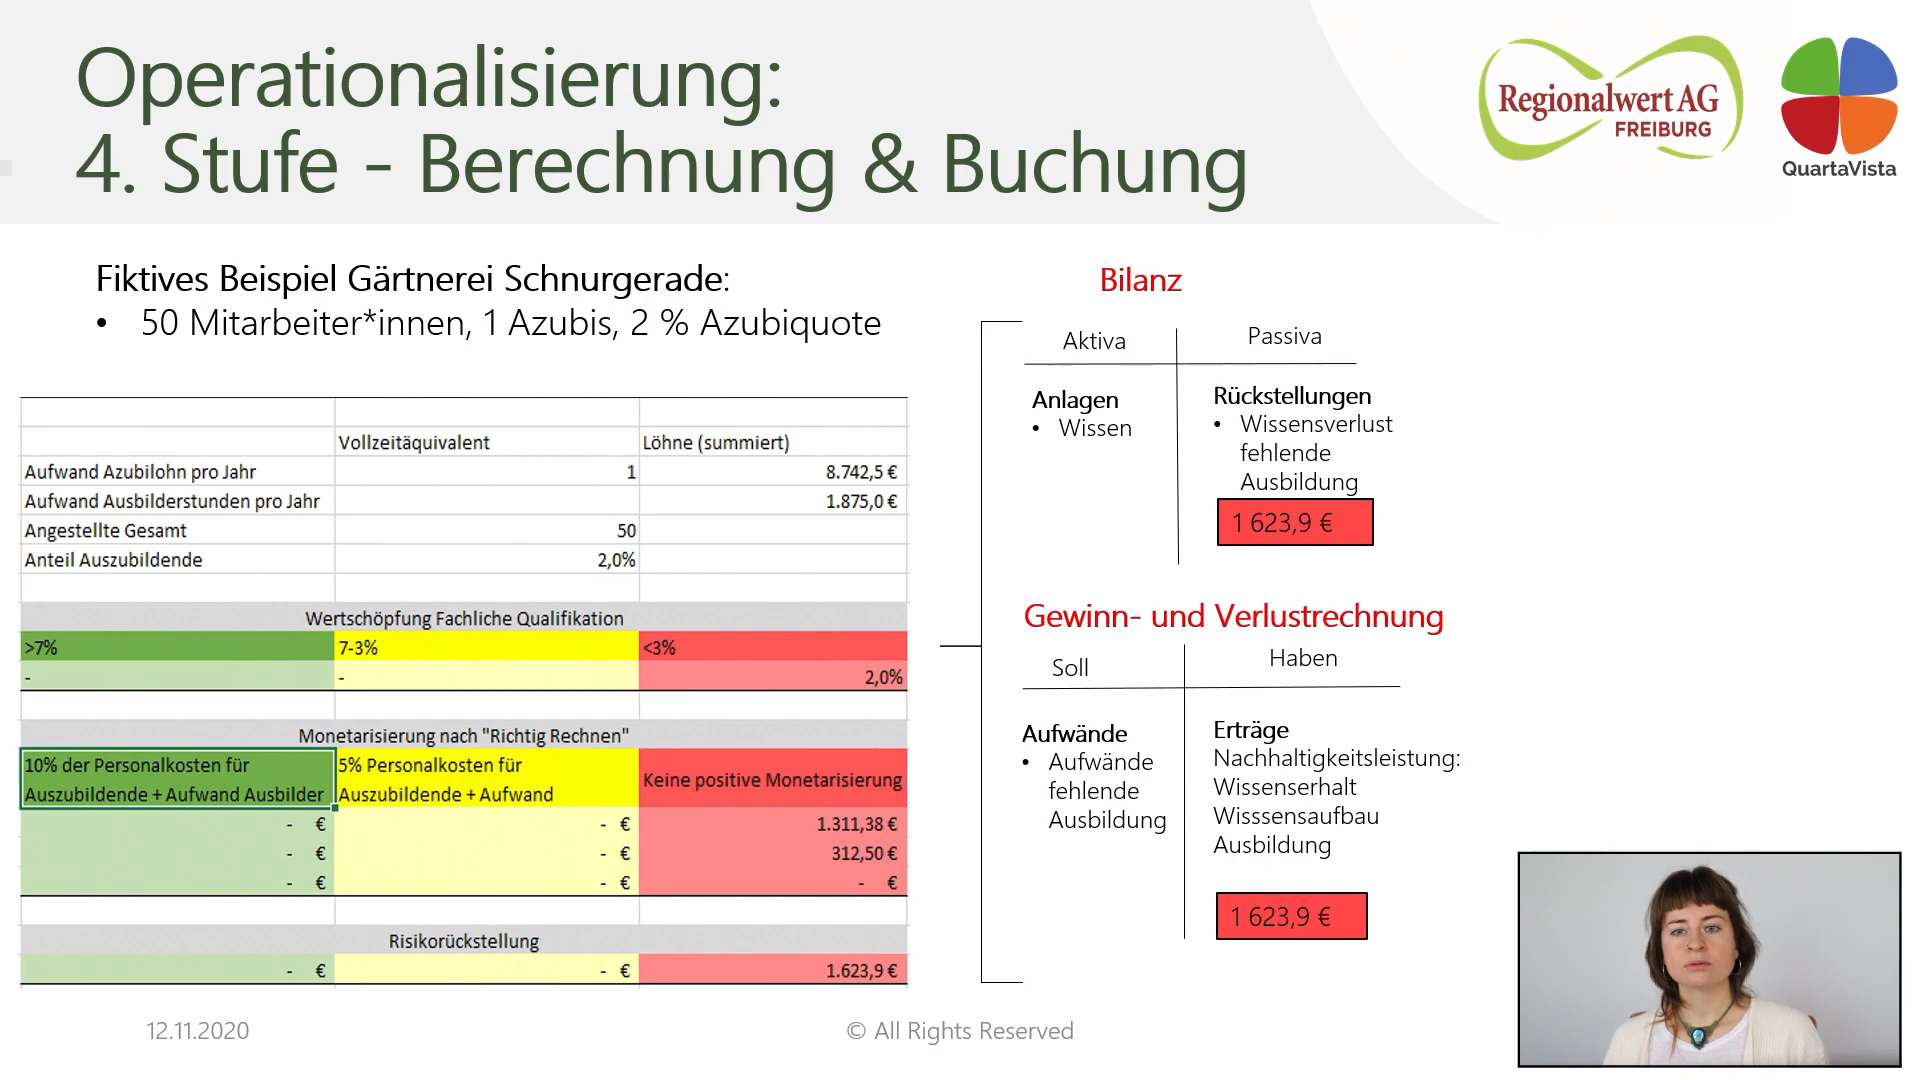 Operationalisierung:
4. Stufe - Berechnung & Buchung
Regionalwert AG
FREIBURG
QuartaVista
Fiktives Beispiel Gärtnerei Schnurgerade:
• 50 Mitarbeiter*innen, 1 Azubis, 2 % Azubiquote
Vollzeitäquivalent Löhne (summiert)
Aufwand Azubilohn pro Jahr 1 8.742,5 €
Aufwand Ausbilderstunden pro Jahr 1.875,0 €
Angestellte Gesamt 50
Anteil Auszubildende 2,0%
Wertschöpfung Fachliche Qualifikation
>7% 7-3% <3%
- - 2,0%
Monetarisierung nach "Richtig Rechnen"
10% der Personalkosten für
Auszubildende + Aufwand Ausbilder
5% Personalkosten für
Auszubildende + Aufwand
Keine positive Monetarisierung
- € - € 1.311,38 €
- € - € 312,50 €
- € - € - €
Risikorückstellung
- € - € 1.623,9 €
Bilanz
Aktiva Passiva
Anlagen
• Wissen
Rückstellungen
• Wissensverlust
fehlende
Ausbildung
1 623,9 €
Gewinn- und Verlustrechnung
Soll Haben
Aufwände
• Aufwände
fehlende
Ausbildung
Erträge
Nachhaltigkeitsleistung:
Wissenserhalt
Wisssensaufbau
Ausbildung
1 623,9 €
12.11.2020
© All Rights Reserved